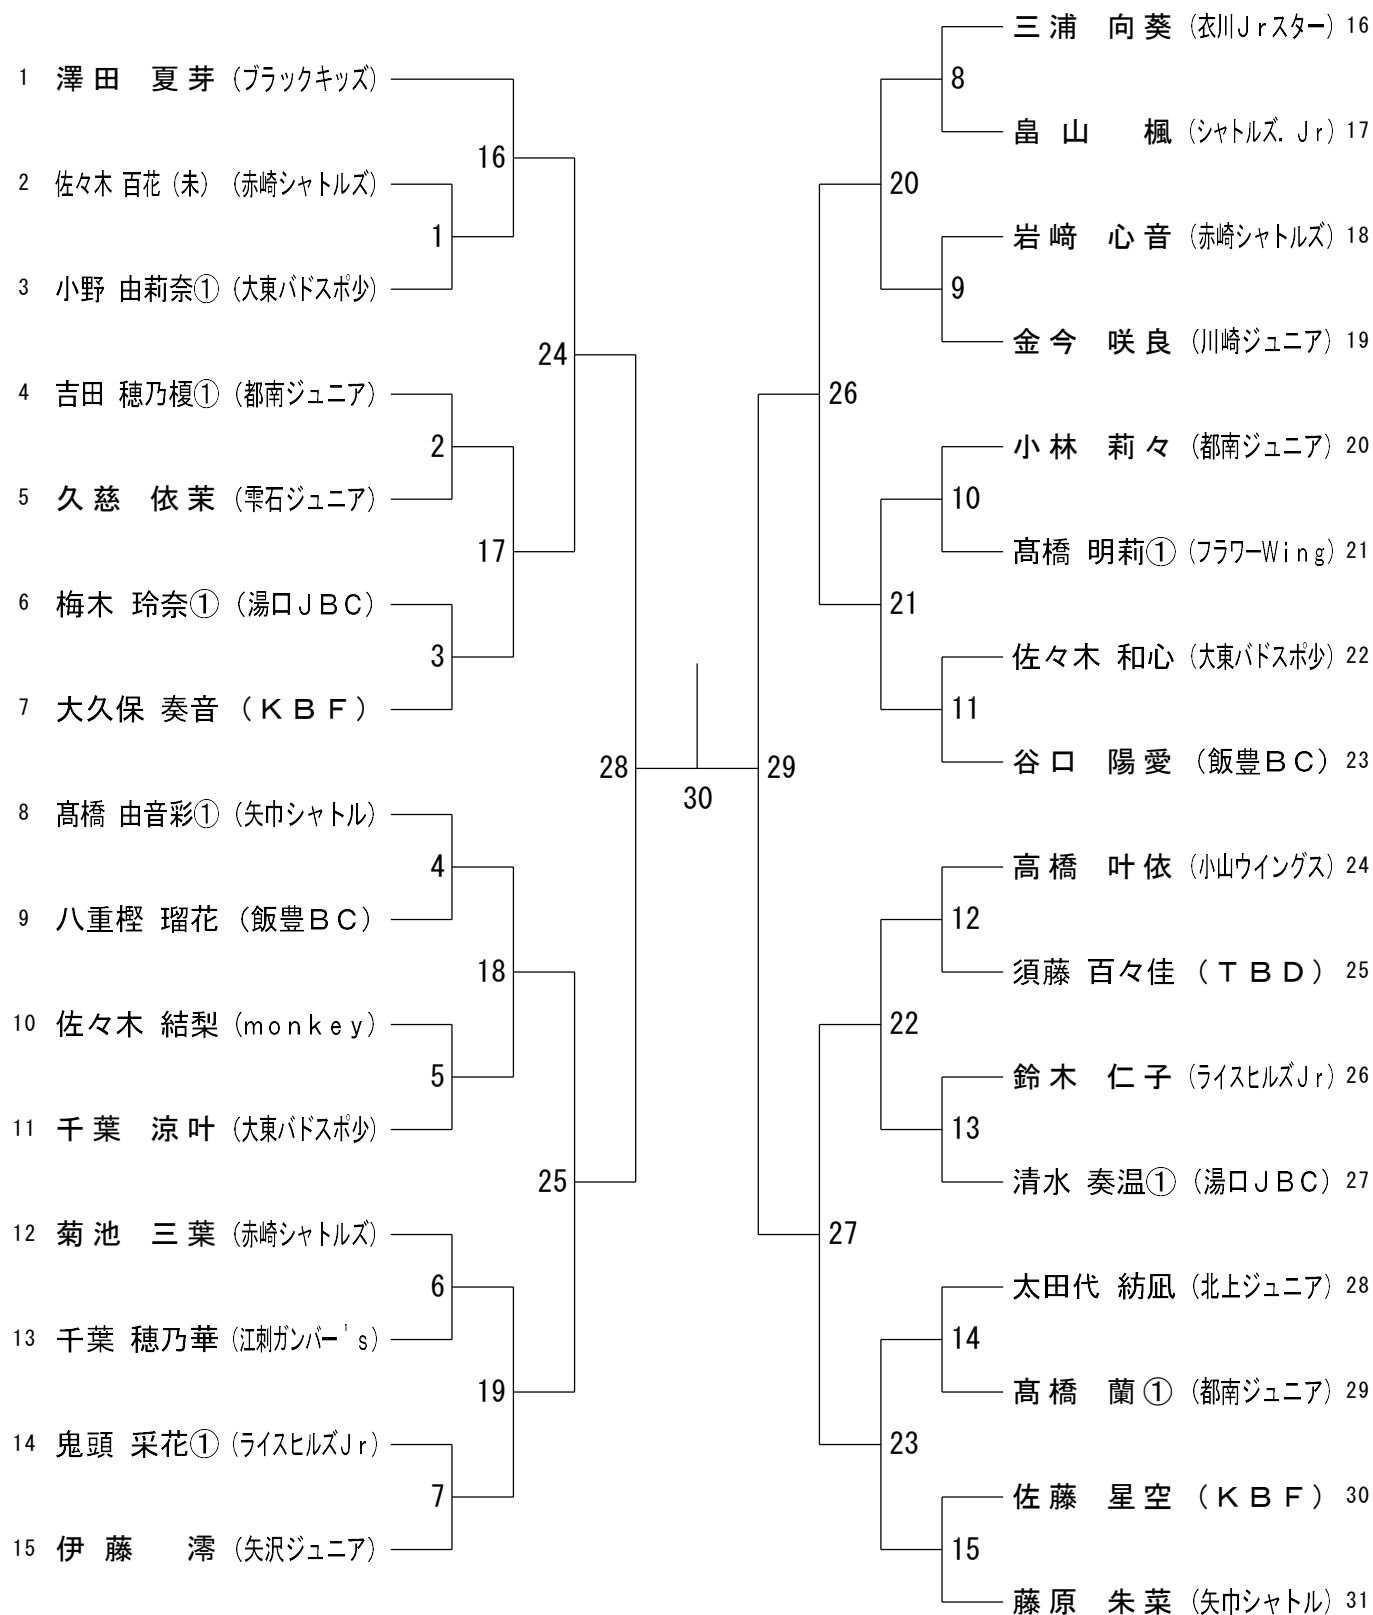 1 澤田 夏芽 (ブラックキッズ)
2 佐々木 百花 (未) (赤崎シャトルズ)
3 小野 由莉奈① (大東バドスポ少)
4 吉田 穂乃榎① (都南ジュニア)
5 久慈 依茉 (雫石ジュニア)
6 梅木 玲奈① (湯口JBC)
7 大久保 奏音 (KBF)
8 髙橋 由音彩① (矢巾シャトル)
9 八重樫 瑠花 (飯豊BC)
10 佐々木 結梨 (monkey)
11 千葉 涼叶 (大東バドスポ少)
12 菊池 三葉 (赤崎シャトルズ)
13 千葉 穂乃華 (江刺ガンバー's)
14 鬼頭 采花① (ライスヒルズJr)
15 伊藤 澪 (矢沢ジュニア)
1
2
3
4
5
6
7
16
17
18
19
24
25
28
30
29
26
27
20
21
22
23
8
9
10
11
12
13
14
15
三浦 向葵 (衣川Jrスター) 16
畠山 楓 (シャトルズ.Jr) 17
岩﨑 心音 (赤崎シャトルズ) 18
金今 咲良 (川崎ジュニア) 19
小林 莉々 (都南ジュニア) 20
髙橋 明莉① (フラワーWing) 21
佐々木 和心 (大東バドスポ少) 22
谷口 陽愛 (飯豊BC) 23
高橋 叶依 (小山ウイングス) 24
須藤 百々佳 (TBD) 25
鈴木 仁子 (ライスヒルズJr) 26
清水 奏温① (湯口JBC) 27
太田代 紡凪 (北上ジュニア) 28
髙橋 蘭① (都南ジュニア) 29
佐藤 星空 (KBF) 30
藤原 朱菜 (矢巾シャトル) 31